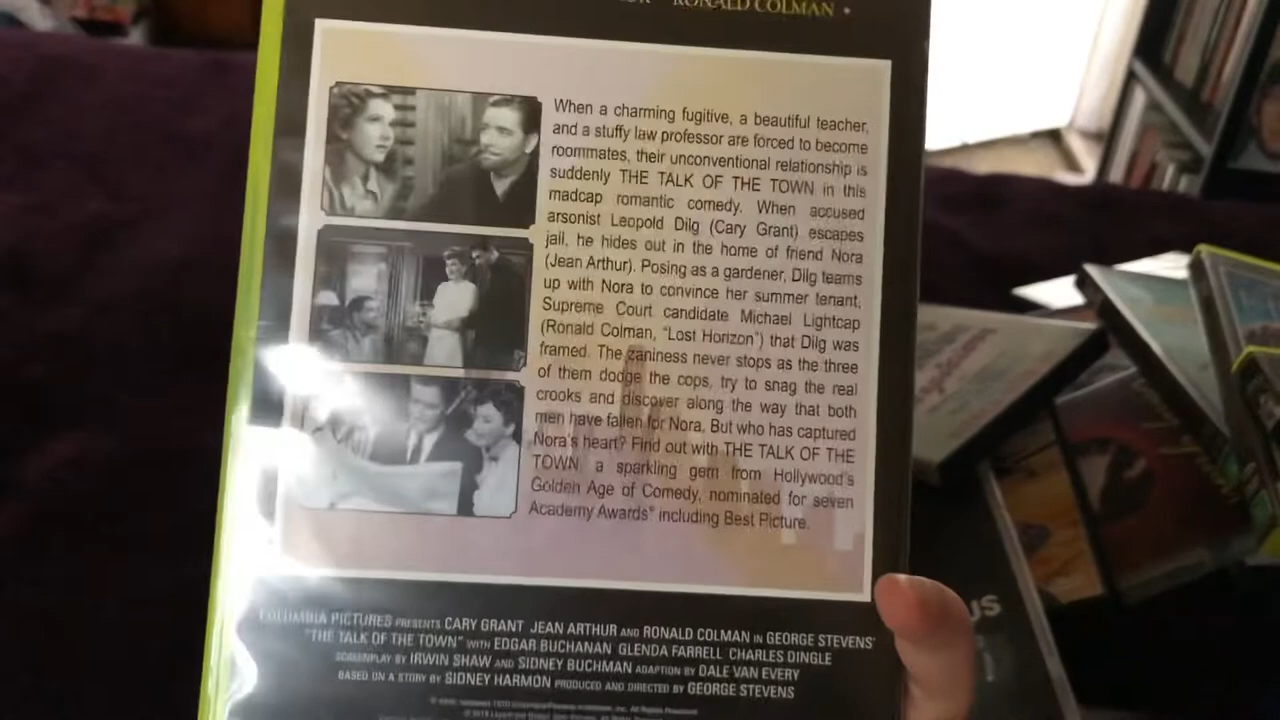 RONALD COLMAN •
When a charming fugitive, a beautiful teacher,
and a stuffy law professor are forced to become
roommates, their unconventional relationship is
suddenly THE TALK OF THE TOWN in this
madcap romantic comedy. When accused
arsonist Leopold Dilg (Cary Grant) escapes
jail, he hides out in the home of friend Nora
(Jean Arthur). Posing as a gardener, Dilg teams
up with Nora to convince her summer tenant,
Supreme Court candidate Michael Lightcap
(Ronald Colman, "Lost Horizon") that Dilg was
framed. The zaniness never stops as the three
of them dodge the cops, try to snag the real
crooks and discover along the way that both
men have fallen for Nora. But who has captured
Nora's heart? Find out with THE TALK OF THE
TOWN, a sparkling gem from Hollywood's
Golden Age of Comedy, nominated for seven
Academy Awards® including Best Picture.
COLUMBIA PICTURES PRESENTS CARY GRANT JEAN ARTHUR AND RONALD COLMAN IN GEORGE STEVENS'
"THE TALK OF THE TOWN" WITH EDGAR BUCHANAN GLENDA FARRELL CHARLES DINGLE
SCREENPLAY BY IRWIN SHAW AND SIDNEY BUCHMAN ADAPTION BY DALE VAN EVERY
BASED ON A STORY BY SIDNEY HARMON PRODUCED AND DIRECTED BY GEORGE STEVENS
US